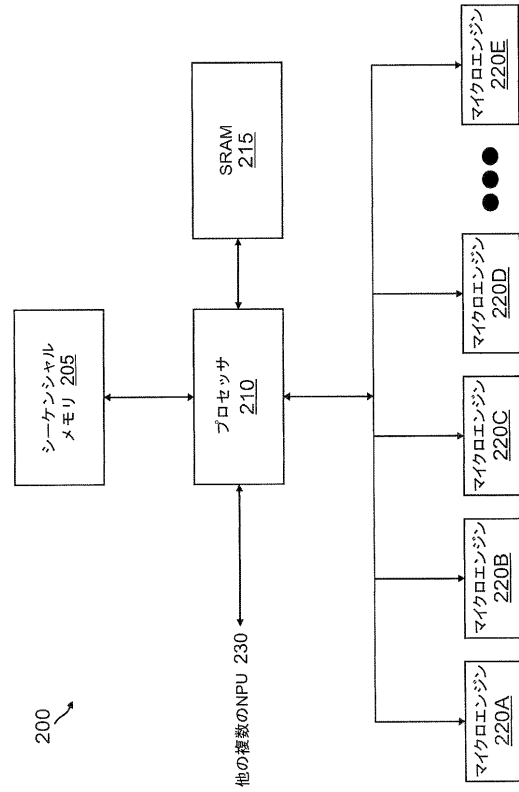 200
シーケンシャル
メモリ 205
他の複数のNPU 230
プロセッサ
210
SRAM
215
マイクロエンジン
220A
マイクロエンジン
220B
マイクロエンジン
220C
マイクロエンジン
220D
マイクロエンジン
220E